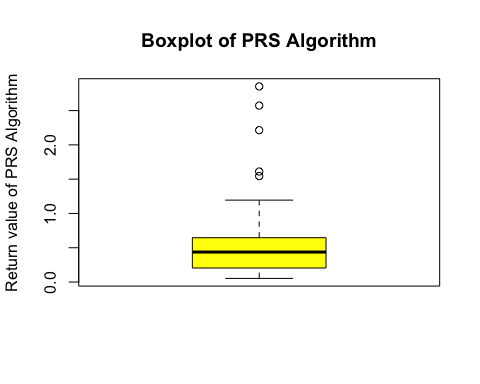 Boxplot of PRS Algorithm
Return value of PRS Algorithm
2.0
1.0
0.0